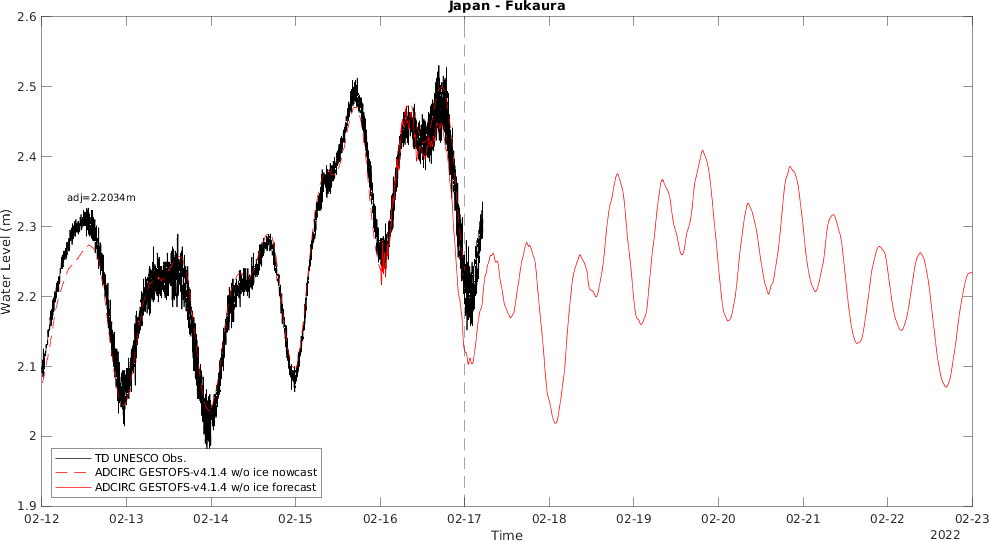 Japan - Fukaura
2.6
2.5
2.4
2.3
2.2
2.1
2
1.9
Water Level (m)
adj=2.2034m
TD UNESCO Obs.
ADCIRC GESTOFS-v4.1.4 w/o ice nowcast
ADCIRC GESTOFS-v4.1.4 w/o ice forecast
02-12 02-13 02-14 02-15 02-16 02-17 02-18 02-19 02-20 02-21 02-22 02-23
Time
2022